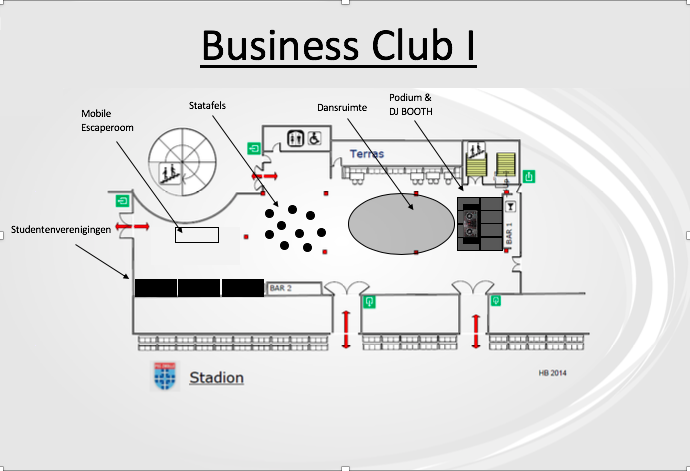 Business Club I
Mobile
Escaperoom
Statafels
Dansruimte
Podium &
DJ BOOTH
Terras
Studentenverenigingen
BAR 1
BAR 2
Stadion
HB 2014